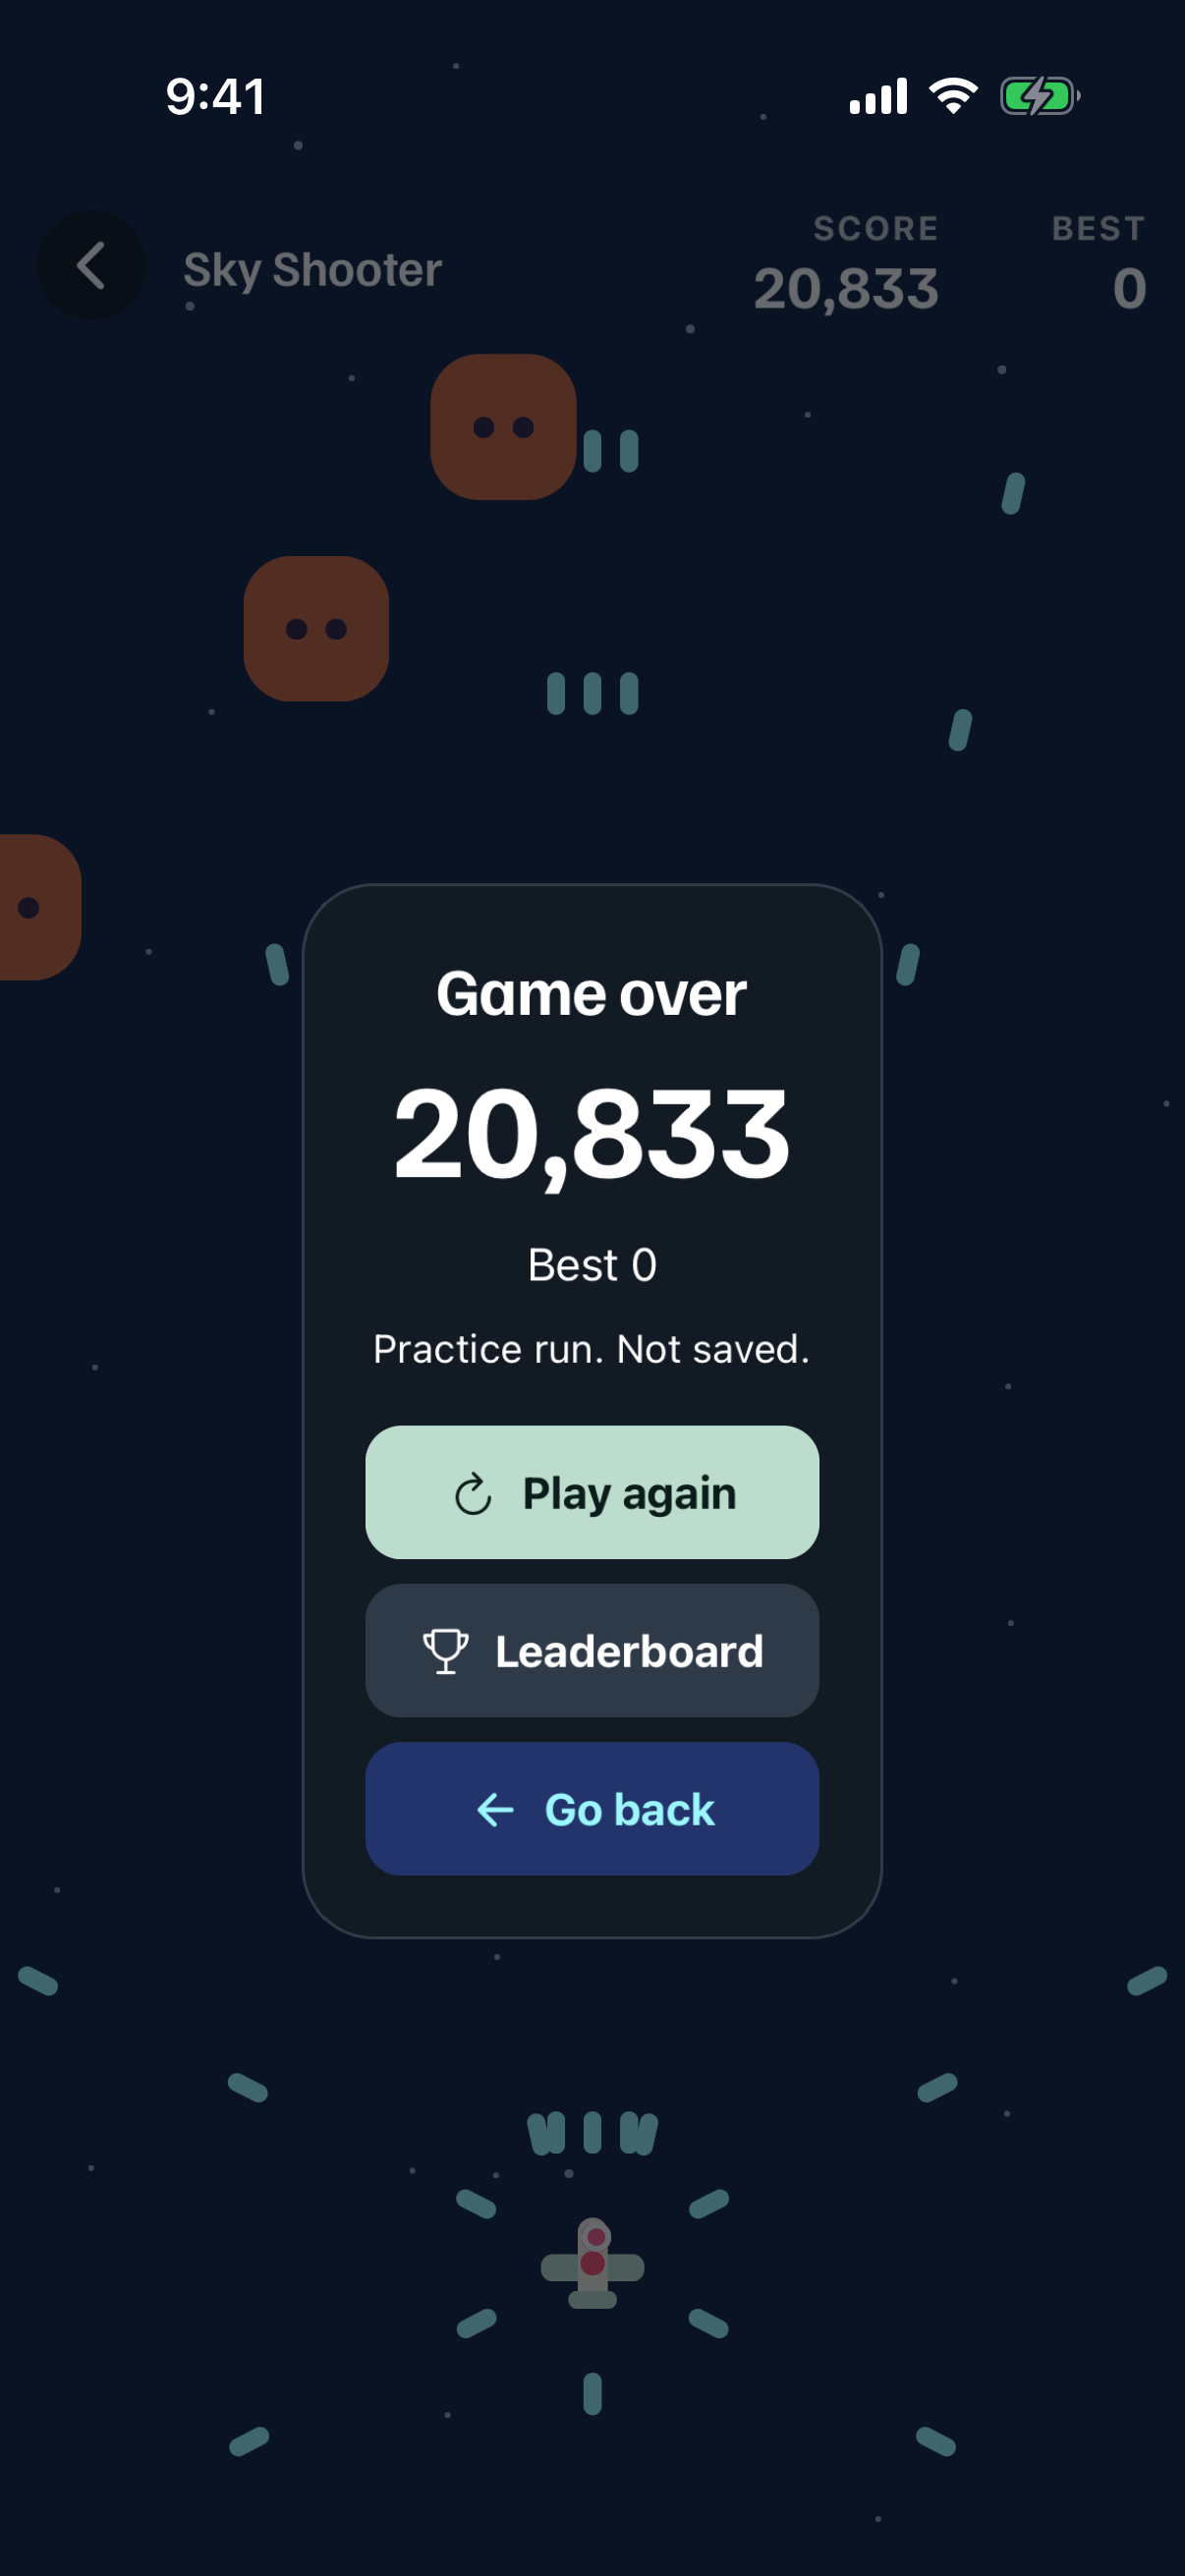 9:41
Sky Shooter
SCORE
20,833
BEST
0
Game over
20,833
Best 0
Practice run. Not saved.
Play again
Leaderboard
Go back